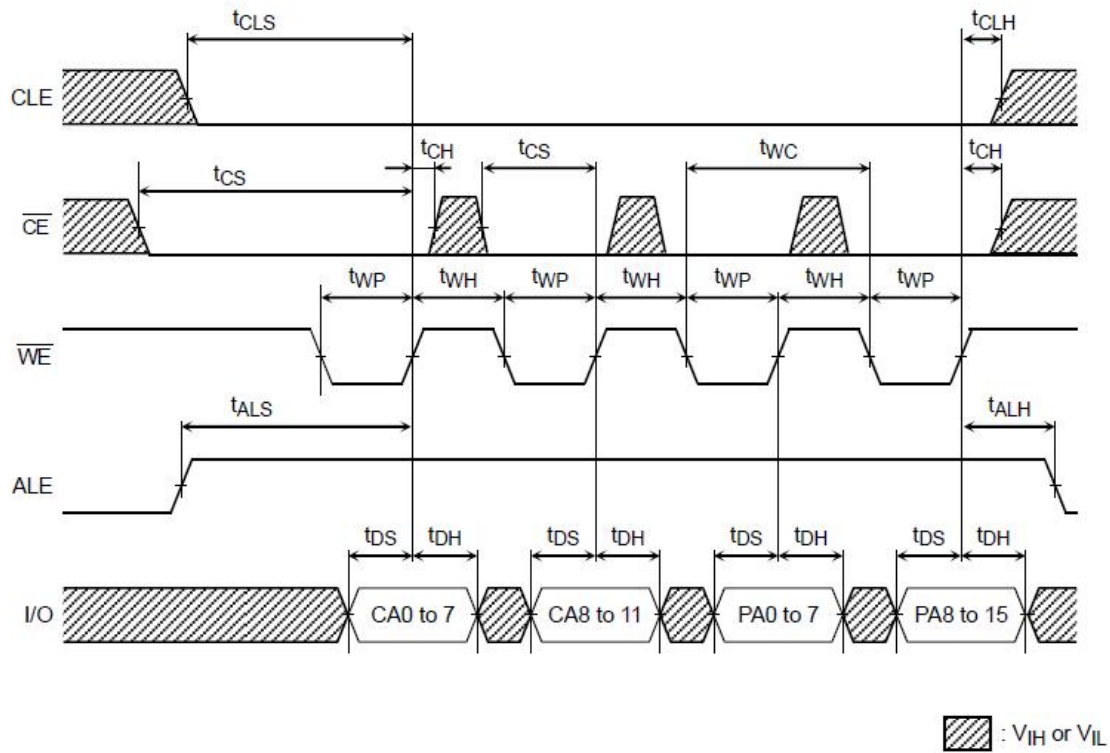 tCLS tCLH
CLE
tCH tCS tWC tCH
tCS
CE
tWP tWH tWP tWH tWP tWH tWP
WE
tALS tALH
ALE
tDS tDH tDS tDH tDS tDH tDS tDH
I/O CA0 to 7 CA8 to 11 PA0 to 7 PA8 to 15
: VIH or VIL